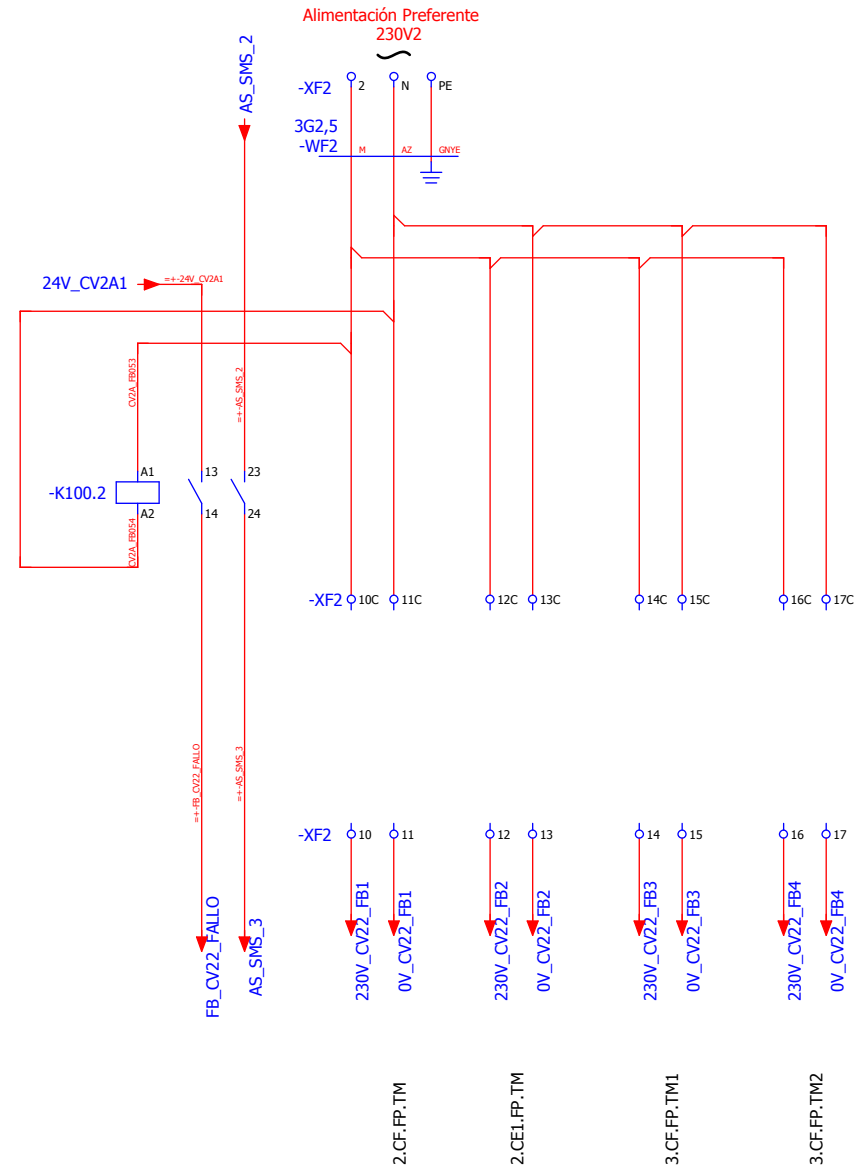 Alimentación Preferente
230V2
AS_SMS_2
-XF2 2 N PE
3G2,5
-WF2 M AZ GNYE
24V_CV2A1 =+-24V_CV2A1
CV2A_FB053
=+-AS_SMS_2
-K100.2 A1 13 23
A2 14 24
CV2A_FB054
-XF2 10C 11C 12C 13C 14C 15C 16C 17C
=+-FB_CV22_FALLO
=+-AS_SMS_3
-XF2 10 11 12 13 14 15 16 17
FB_CV22_FALLO
AS_SMS_3
230V_CV22_FB1
0V_CV22_FB1
230V_CV22_FB2
0V_CV22_FB2
230V_CV22_FB3
0V_CV22_FB3
230V_CV22_FB4
0V_CV22_FB4
2.CF.FP.TM
2.CE1.FP.TM
3.CF.FP.TM1
3.CF.FP.TM2